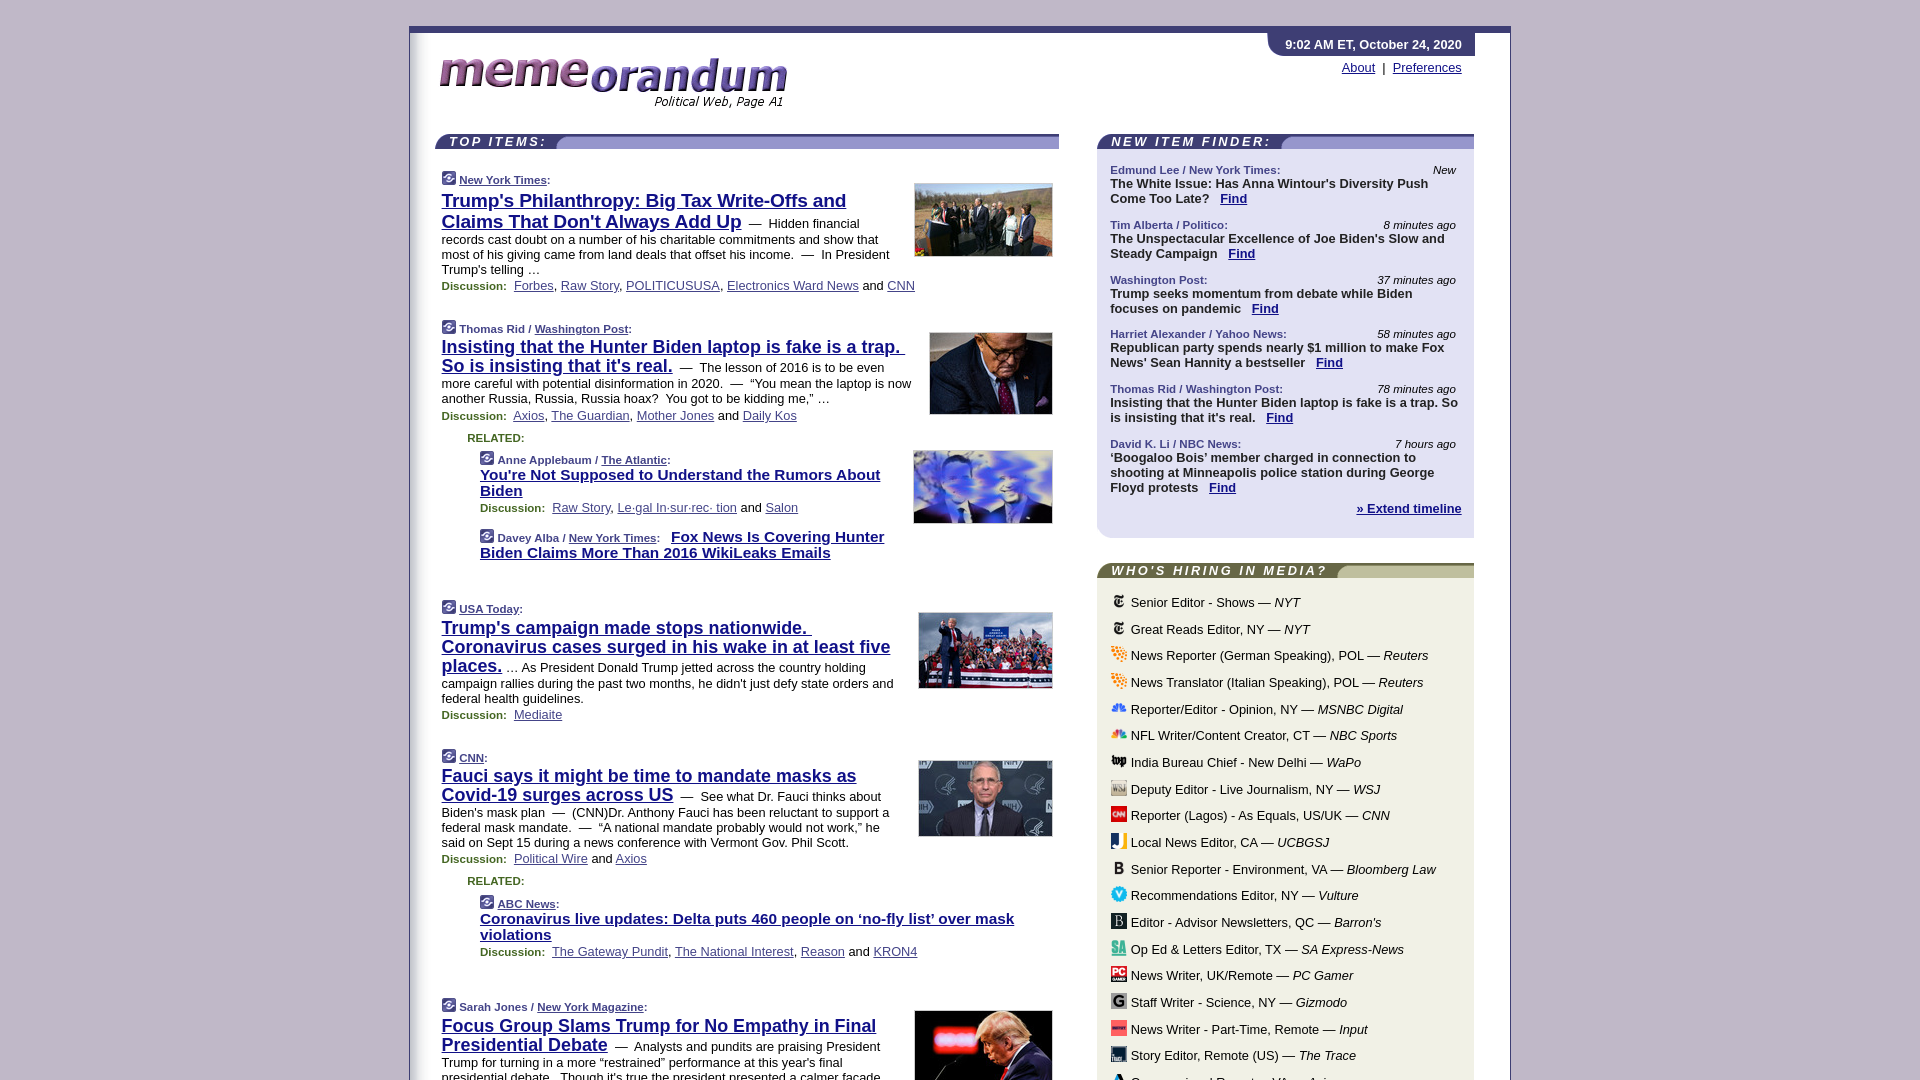 9:02 AM ET, October 24, 2020
About | Preferences
memeorandum
Political Web, Page A1
TOP ITEMS:
New York Times:
Trump's Philanthropy: Big Tax Write-Offs and
Claims That Don't Always Add Up — Hidden financial
records cast doubt on a number of his charitable commitments and show that
most of his giving came from land deals that offset his income. — In President
Trump's telling …
Discussion: Forbes, Raw Story, POLITICUSUSA, Electronics Ward News and CNN
Thomas Rid / Washington Post:
Insisting that the Hunter Biden laptop is fake is a trap.
So is insisting that it's real. — The lesson of 2016 is to be even
more careful with potential disinformation in 2020. — “You mean the laptop is now
another Russia, Russia, Russia hoax? You got to be kidding me,” …
Discussion: Axios, The Guardian, Mother Jones and Daily Kos
RELATED:
Anne Applebaum / The Atlantic:
You're Not Supposed to Understand the Rumors About
Biden
Discussion: Raw Story, Le·gal In·sur·rec· tion and Salon
Davey Alba / New York Times: Fox News Is Covering Hunter
Biden Claims More Than 2016 WikiLeaks Emails
USA Today:
Trump's campaign made stops nationwide.
Coronavirus cases surged in his wake in at least five
places. … As President Donald Trump jetted across the country holding
campaign rallies during the past two months, he didn't just defy state orders and
federal health guidelines.
Discussion: Mediaite
CNN:
Fauci says it might be time to mandate masks as
Covid-19 surges across US — See what Dr. Fauci thinks about
Biden's mask plan — (CNN)Dr. Anthony Fauci has been reluctant to support a
federal mask mandate. — “A national mandate probably would not work,” he
said on Sept 15 during a news conference with Vermont Gov. Phil Scott.
Discussion: Political Wire and Axios
RELATED:
ABC News:
Coronavirus live updates: Delta puts 460 people on ‘no-fly list’ over mask
violations
Discussion: The Gateway Pundit, The National Interest, Reason and KRON4
Sarah Jones / New York Magazine:
Focus Group Slams Trump for No Empathy in Final
Presidential Debate — Analysts and pundits are praising President
Trump for turning in a more “restrained” performance at this year's final
presidential debate. Though it's true the president presented a calmer facade
NEW ITEM FINDER:
Edmund Lee / New York Times: New
The White Issue: Has Anna Wintour's Diversity Push
Come Too Late? Find
Tim Alberta / Politico: 8 minutes ago
The Unspectacular Excellence of Joe Biden's Slow and
Steady Campaign Find
Washington Post: 37 minutes ago
Trump seeks momentum from debate while Biden
focuses on pandemic Find
Harriet Alexander / Yahoo News: 58 minutes ago
Republican party spends nearly $1 million to make Fox
News' Sean Hannity a bestseller Find
Thomas Rid / Washington Post: 78 minutes ago
Insisting that the Hunter Biden laptop is fake is a trap. So
is insisting that it's real. Find
David K. Li / NBC News: 7 hours ago
‘Boogaloo Bois’ member charged in connection to
shooting at Minneapolis police station during George
Floyd protests Find
» Extend timeline
WHO'S HIRING IN MEDIA?
Senior Editor - Shows — NYT
Great Reads Editor, NY — NYT
News Reporter (German Speaking), POL — Reuters
News Translator (Italian Speaking), POL — Reuters
Reporter/Editor - Opinion, NY — MSNBC Digital
NFL Writer/Content Creator, CT — NBC Sports
India Bureau Chief - New Delhi — WaPo
Deputy Editor - Live Journalism, NY — WSJ
Reporter (Lagos) - As Equals, US/UK — CNN
Local News Editor, CA — UCBGSJ
Senior Reporter - Environment, VA — Bloomberg Law
Recommendations Editor, NY — Vulture
Editor - Advisor Newsletters, QC — Barron's
Op Ed & Letters Editor, TX — SA Express-News
News Writer, UK/Remote — PC Gamer
Staff Writer - Science, NY — Gizmodo
News Writer - Part-Time, Remote — Input
Story Editor, Remote (US) — The Trace